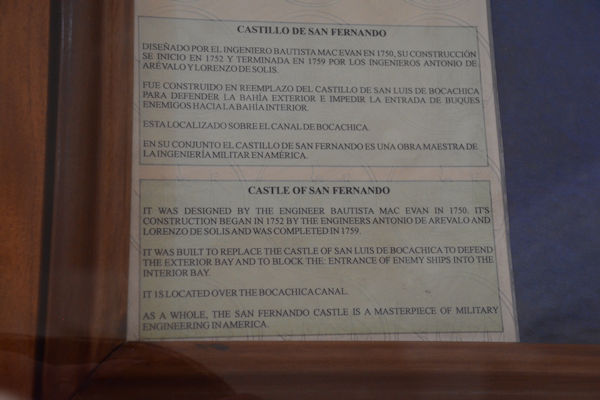 CASTILLO DE SAN FERNANDO
DISEÑADO POR EL INGENIERO BAUTISTA MAC EVAN EN 1750, SU CONSTRUCCIÓN
SE INICIO EN 1752 Y TERMINADA EN 1759 POR LOS INGENIEROS ANTONIO DE
ARÉVALO Y LORENZO DE SOLIS.
FUE CONSTRUIDO EN REEMPLAZO DEL CASTILLO DE SAN LUIS DE BOCACHICA
PARA DEFENDER LA BAHÍA EXTERIOR E IMPEDIR LA ENTRADA DE BUQUES
ENEMIGOS HACIA LA BAHÍA INTERIOR.
ESTA LOCALIZADO SOBRE EL CANAL DE BOCACHICA.
EN SU CONJUNTO EL CASTILLO DE SAN FERNANDO ES UNA OBRA MAESTRA DE
LA INGENIERÍA MILITAR EN AMÉRICA.
CASTLE OF SAN FERNANDO
IT WAS DESIGNED BY THE ENGINEER BAUTISTA MAC EVAN IN 1750. IT'S
CONSTRUCTION BEGAN IN 1752 BY THE ENGINEERS ANTONIO DE AREVALO AND
LORENZO DE SOLIS AND WAS COMPLETED IN 1759.
IT WAS BUILT TO REPLACE THE CASTLE OF SAN LUIS DE BOCACHICA TO DEFEND
THE EXTERIOR BAY AND TO BLOCK THE: ENTRANCE OF ENEMY SHIPS INTO THE
INTERIOR BAY.
IT IS LOCATED OVER THE BOCACHICA CANAL.
AS A WHOLE, THE SAN FERNANDO CASTLE IS A MASTERPIECE OF MILITARY
ENGINEERING IN AMERICA.